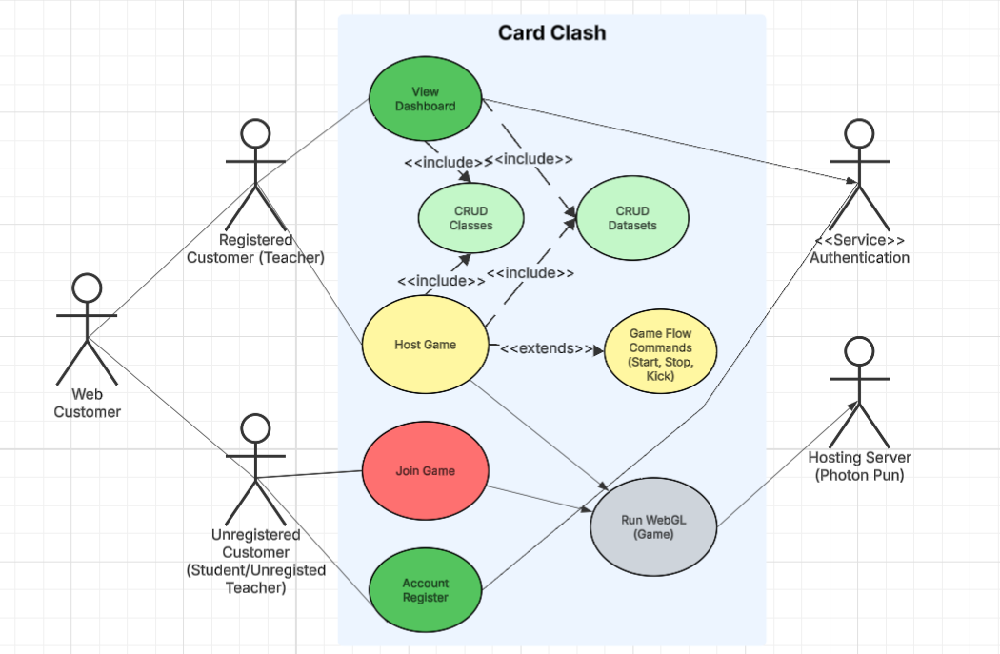 Card Clash
View
Dashboard
<<include>>
<<include>>
CRUD
Classes
CRUD
Datasets
Registered
Customer (Teacher)
<<Service>>
Authentication
<<include>>
<<include>>
Host Game
<<extends>>
Game Flow
Commands
(Start, Stop,
Kick)
Web
Customer
Join Game
Hosting Server
(Photon Pun)
Run WebGL
(Game)
Unregistered
Customer
(Student/Unregisted
Teacher)
Account
Register